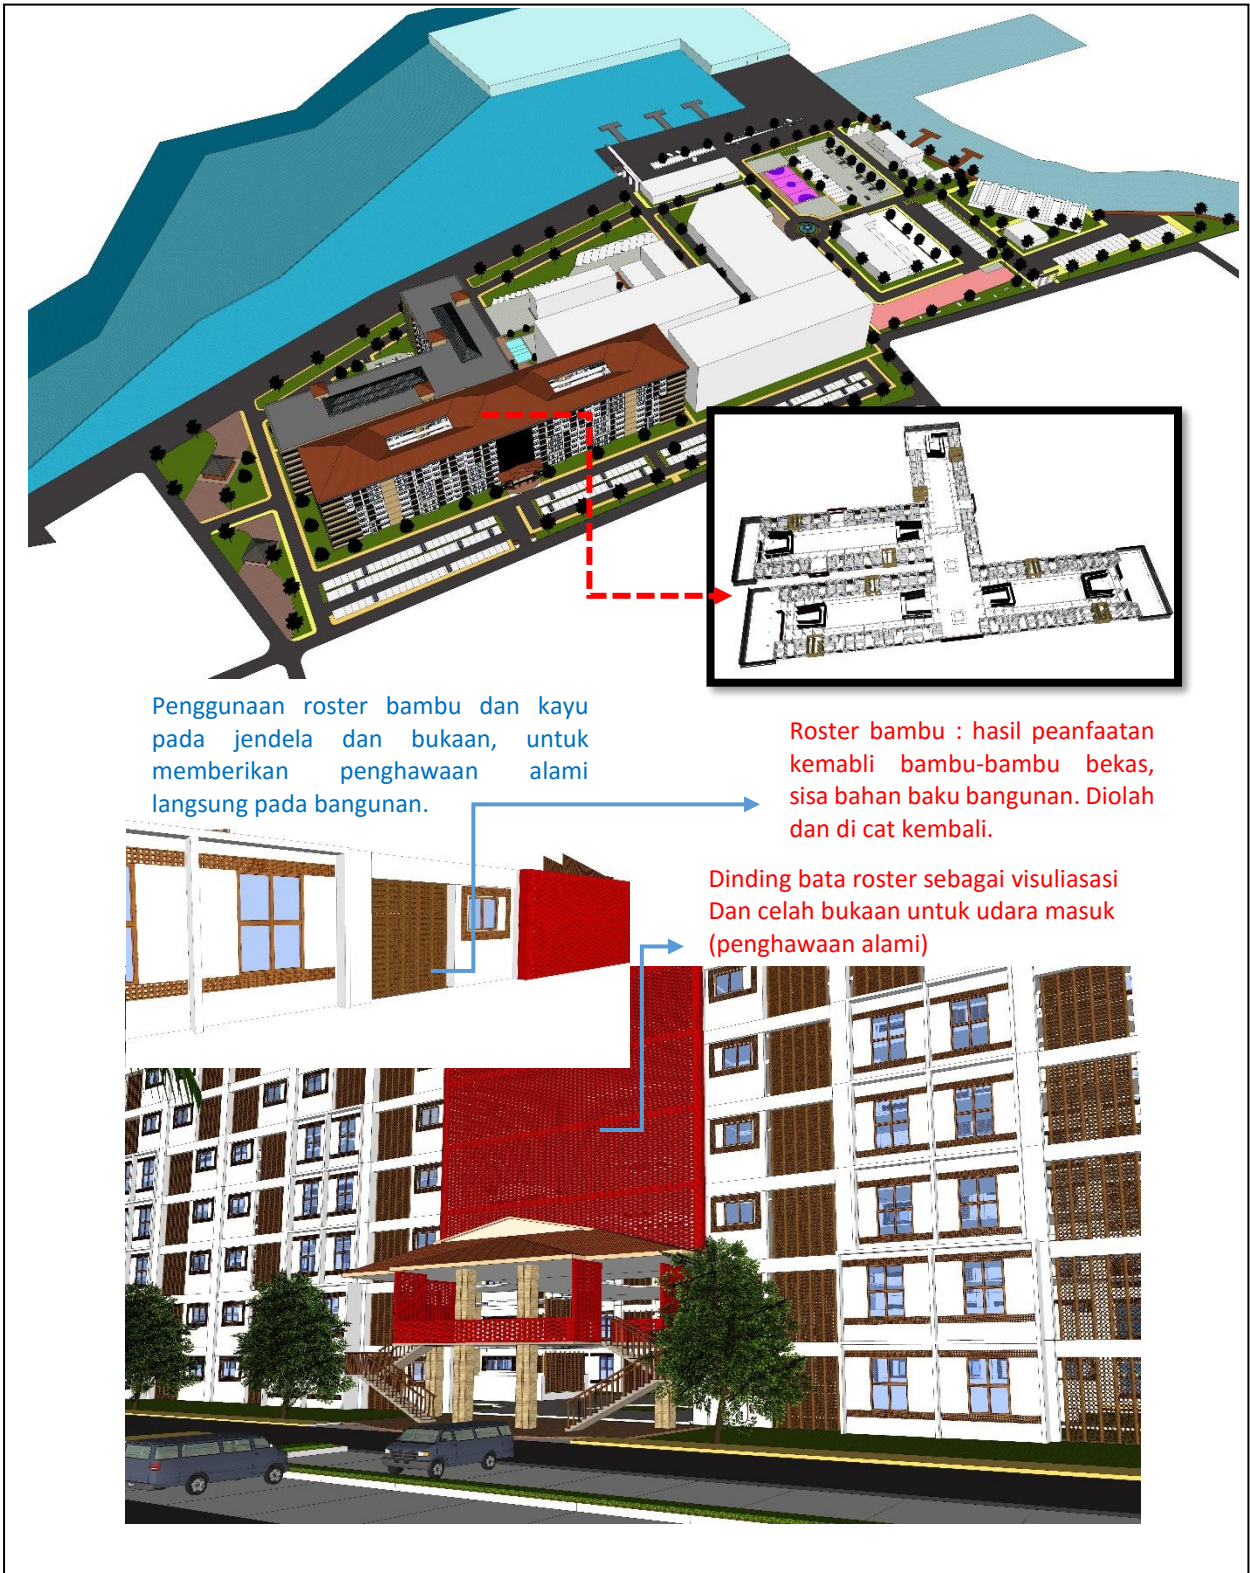 Penggunaan roster bambu dan kayu
pada jendela dan bukaan, untuk
memberikan penghawaan alami
langsung pada bangunan.
Roster bambu : hasil peanfaatan
kemabli bambu-bambu bekas,
sisa bahan baku bangunan. Diolah
dan di cat kembali.
Dinding bata roster sebagai visuliasasi
Dan celah bukaan untuk udara masuk
(penghawaan alami)